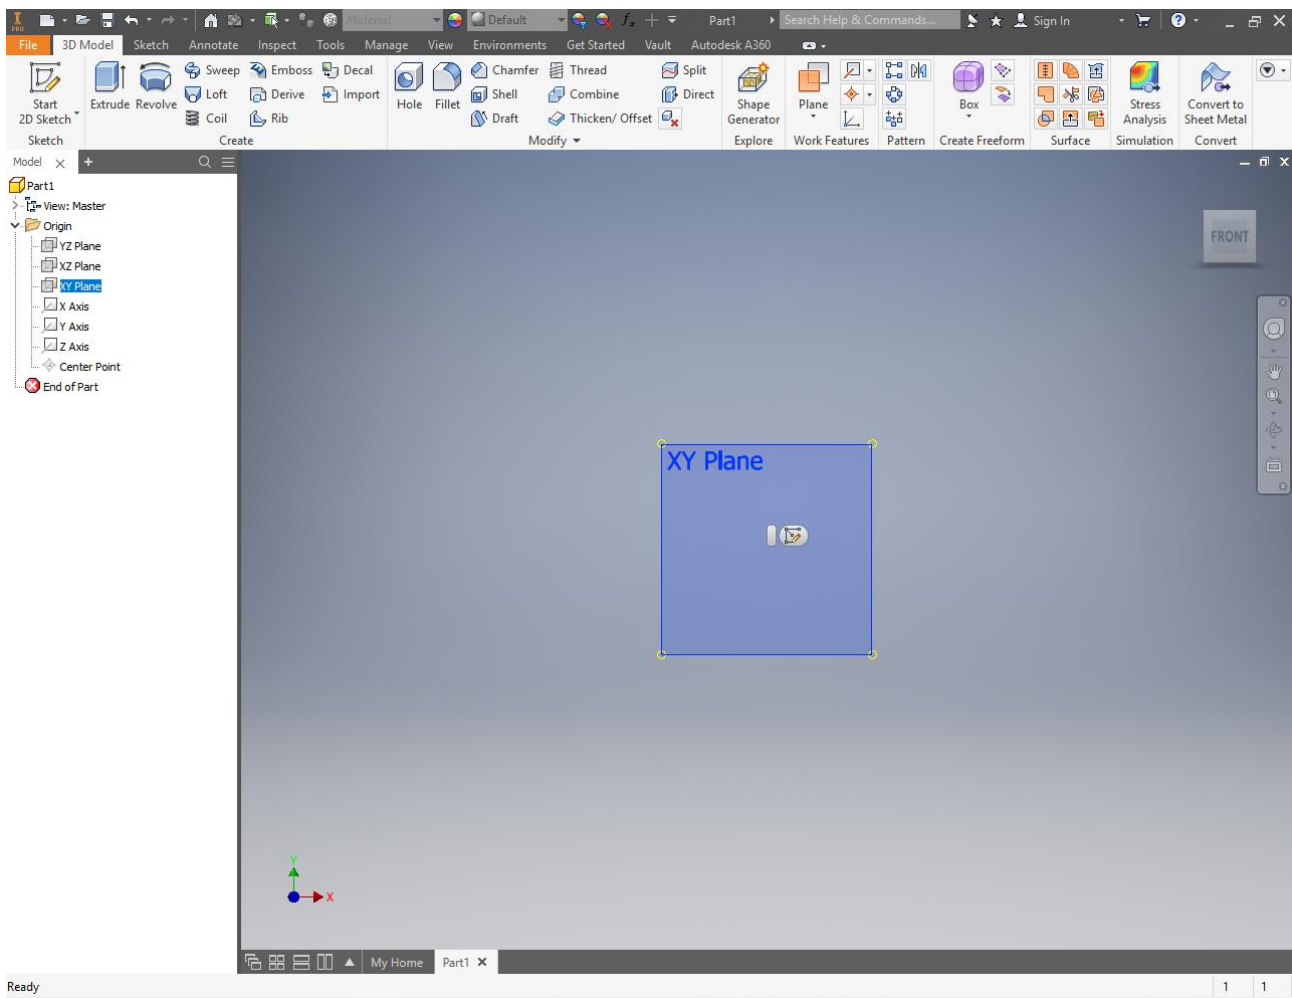 I PRO Material Default fx Part1 Search Help & Commands... Sign In
File 3D Model Sketch Annotate Inspect Tools Manage View Environments Get Started Vault Autodesk A360
Start 2D Sketch
Extrude Revolve
Sweep Emboss Decal
Loft Derive Import
Coil Rib
Hole Fillet
Chamfer Thread Split
Shell Combine Direct
Draft Thicken/ Offset
Shape Generator
Plane
Box
Stress Analysis
Convert to Sheet Metal
Sketch Create Modify Explore Work Features Pattern Create Freeform Surface Simulation Convert
Model
Part1
View: Master
Origin
YZ Plane
XZ Plane
XY Plane
X Axis
Y Axis
Z Axis
Center Point
End of Part
FRONT
XY Plane
Y
X
My Home Part1
Ready 1 1